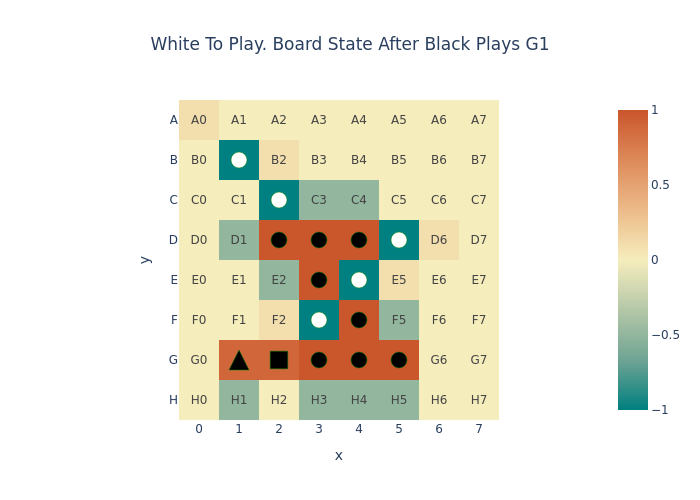 White To Play. Board State After Black Plays G1
A A0 A1 A2 A3 A4 A5 A6 A7
B B0 B2 B3 B4 B5 B6 B7
C C0 C1 C3 C4 C5 C6 C7
D D0 D1 D6 D7
E E0 E1 E2 E5 E6 E7
F F0 F1 F2 F5 F6 F7
G G0 G6 G7
H H0 H1 H2 H3 H4 H5 H6 H7
0 1 2 3 4 5 6 7
x
y
1
0.5
0
−0.5
−1